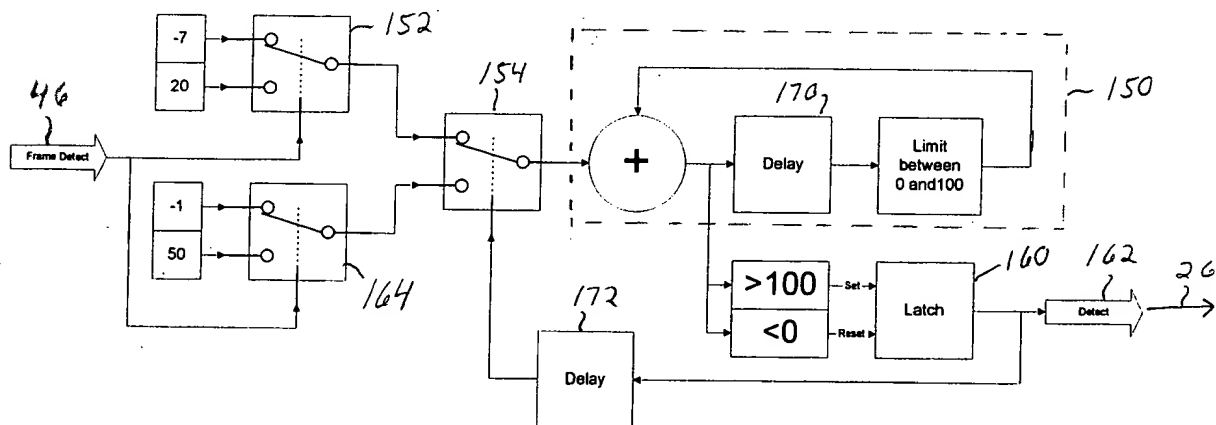 152
-7
20
154
46
Frame Detect
170
150
+
Delay
Limit
between
0 and100
-1
50
164
172
>100
Set
<0
Reset
160
Latch
162
Detect
26
Delay